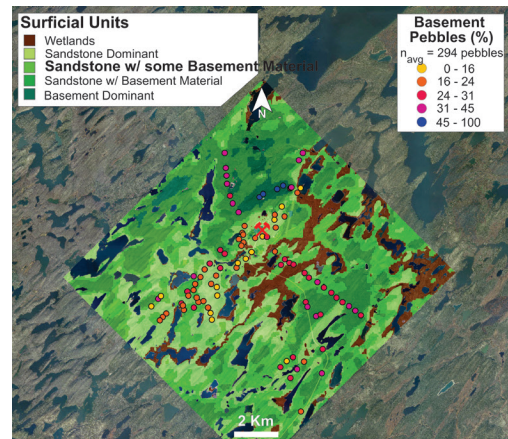 Surficial Units
Wetlands
Sandstone Dominant
Sandstone w/ some Basement Material
Sandstone w/ Basement Material
Basement Dominant
Basement
Pebbles (%)
navg = 294 pebbles
0 - 16
16 - 24
24 - 31
31 - 45
45 - 100
N
2 Km